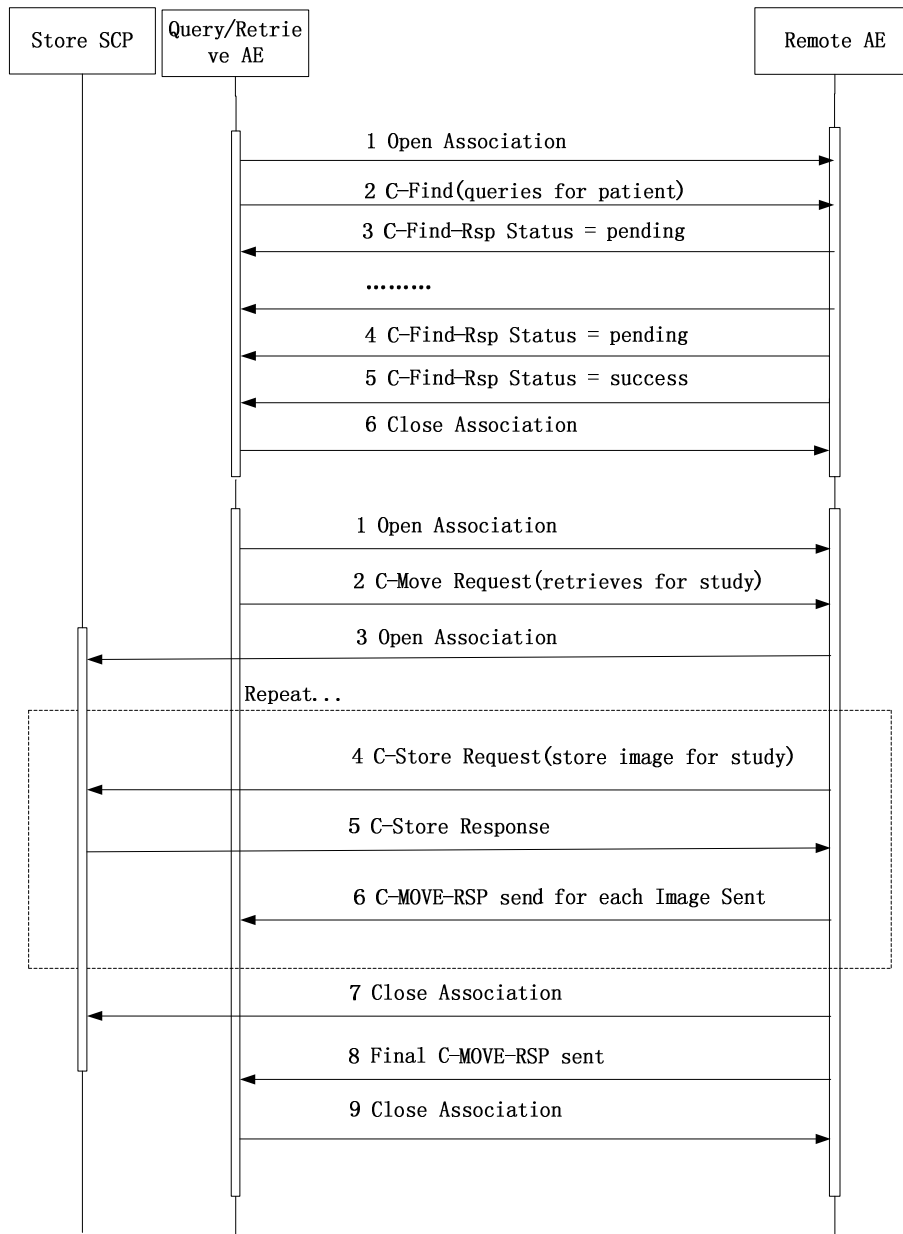 Store SCP
Query/Retrie
ve AE
Remote AE
1 Open Association
2 C-Find(queries for patient)
3 C-Find-Rsp Status = pending
………
4 C-Find-Rsp Status = pending
5 C-Find-Rsp Status = success
6 Close Association
1 Open Association
2 C-Move Request(retrieves for study)
3 Open Association
Repeat...
4 C-Store Request(store image for study)
5 C-Store Response
6 C-MOVE-RSP send for each Image Sent
7 Close Association
8 Final C-MOVE-RSP sent
9 Close Association